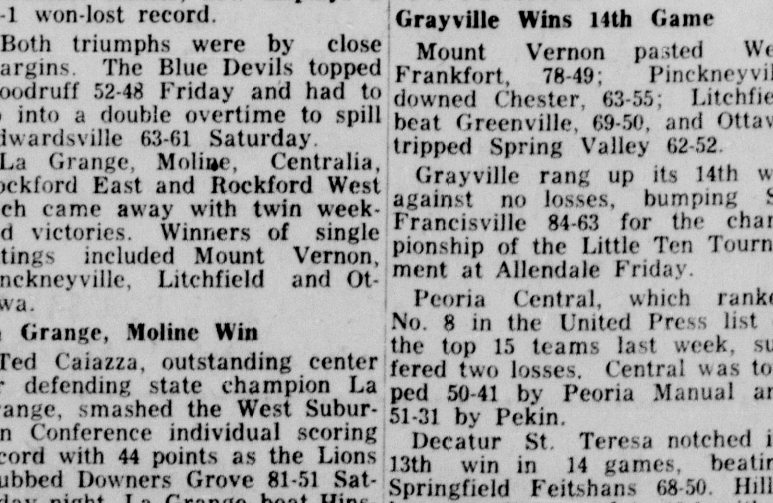 -1 won-lost record.
Both triumphs were by close
argins. The Blue Devils topped
oodruff 52-48 Friday and had to
into a double overtime to spill
dwardsville 63-61 Saturday.
La Grange, Moline, Centralia,
ockford East and Rockford West
ch came away with twin week-
d victories. Winners of single
tings included Mount Vernon,
nckneyville, Litchfield and Ot-
wa.
Grange, Moline Win
Ted Caiazza, outstanding center
r defending state champion La
range, smashed the West Subur-
n Conference individual scoring
cord with 44 points as the Lions
ubbed Downers Grove 81-51 Sat-
day night. La Grange beat Hins-
Grayville Wins 14th Game
Mount Vernon pasted We
Frankfort, 78-49; Pinckneyvil
downed Chester, 63-55; Litchfie
beat Greenville, 69-50, and Ottaw
tripped Spring Valley 62-52.
Grayville rang up its 14th w
against no losses, bumping S
Francisville 84-63 for the cham
pionship of the Little Ten Tourn
ment at Allendale Friday.
Peoria Central, which ranke
No. 8 in the United Press list
the top 15 teams last week, su
fered two losses. Central was to
ped 50-41 by Peoria Manual an
51-31 by Pekin.
Decatur St. Teresa notched i
13th win in 14 games, beatin
Springfield Feitshans 68-50. Hill